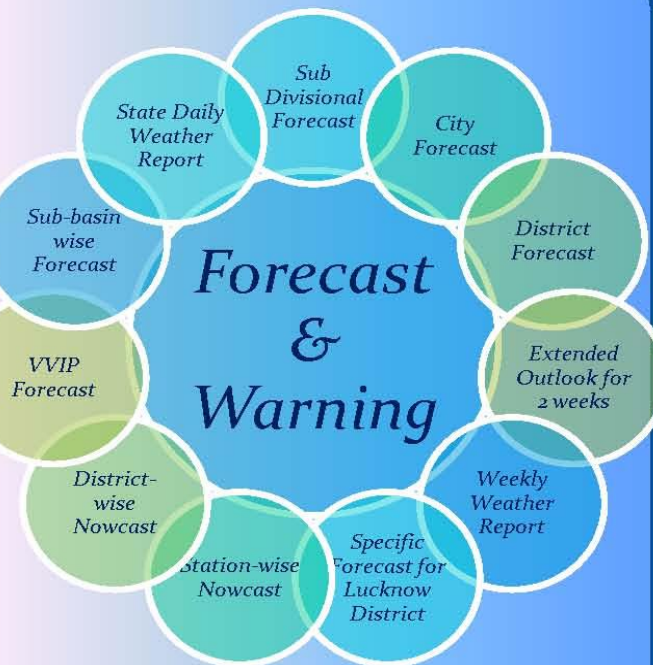 Forecast
&
Warning
Sub
Divisional
Forecast
City
Forecast
District
Forecast
Extended
Outlook for
2 weeks
Weekly
Weather
Report
Specific
Forecast for
Lucknow
District
Station-wise
Nowcast
District-
wise
Nowcast
VVIP
Forecast
Sub-basin
wise
Forecast
State Daily
Weather
Report